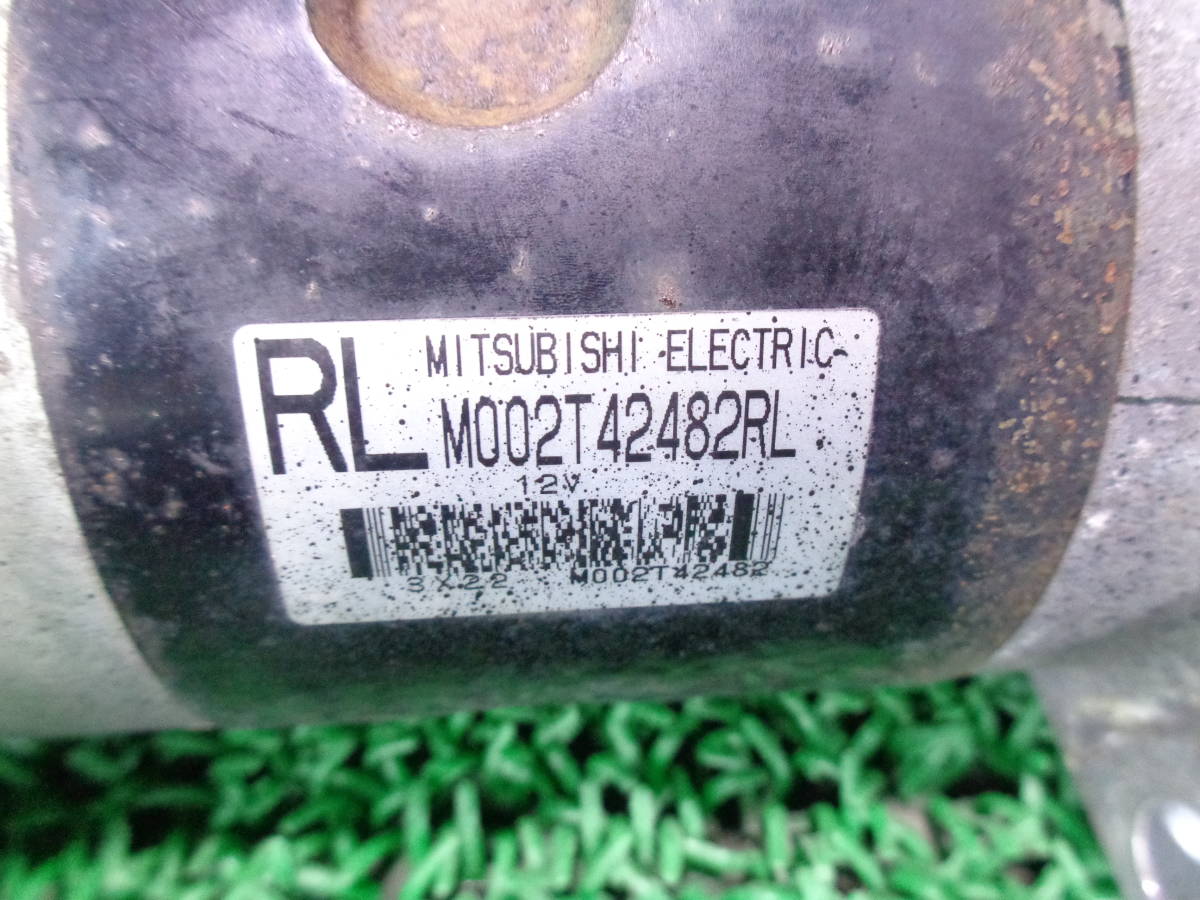 RL
MITSUBISHI ELECTRIC
M002T42482RL
12V
3X22 M002T42482